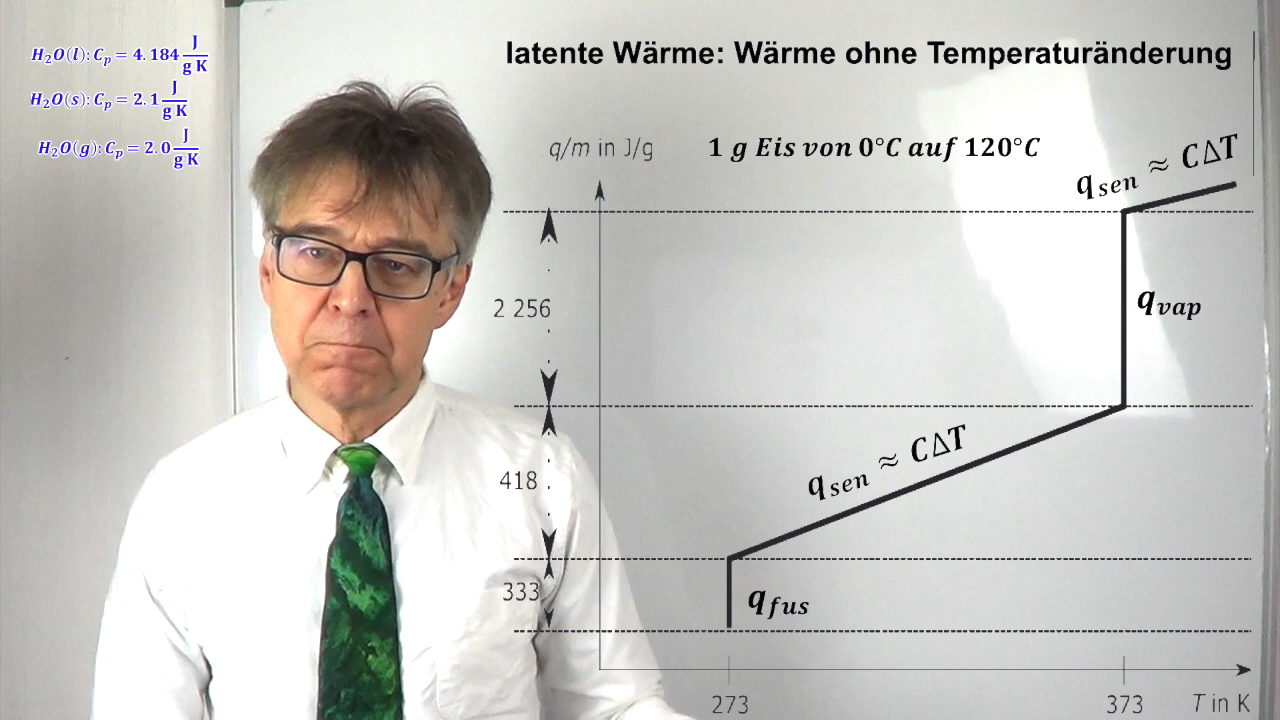 H₂O(l): Cₚ = 4.184 J/(g K)
H₂O(s): Cₚ = 2.1 J/(g K)
H₂O(g): Cₚ = 2.0 J/(g K)
latente Wärme: Wärme ohne Temperaturänderung
q/m in J/g
1 g Eis von 0°C auf 120°C
q_sen ≈ CΔT
2 256
q_vap
q_sen ≈ CΔT
418
333
q_fus
273
373
T in K